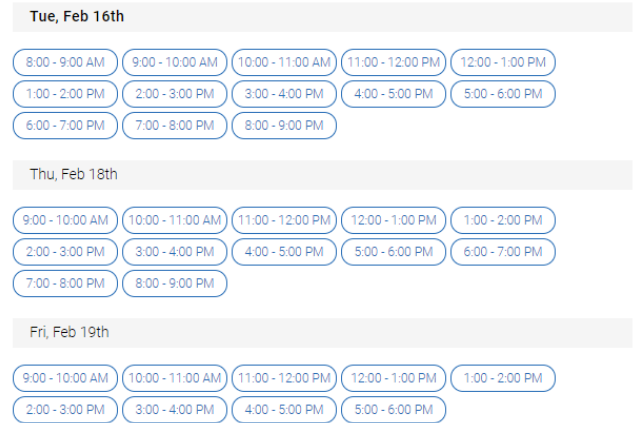 Tue, Feb 16th
8:00 - 9:00 AM 9:00 - 10:00 AM 10:00 - 11:00 AM 11:00 - 12:00 PM 12:00 - 1:00 PM
1:00 - 2:00 PM 2:00 - 3:00 PM 3:00 - 4:00 PM 4:00 - 5:00 PM 5:00 - 6:00 PM
6:00 - 7:00 PM 7:00 - 8:00 PM 8:00 - 9:00 PM
Thu, Feb 18th
9:00 - 10:00 AM 10:00 - 11:00 AM 11:00 - 12:00 PM 12:00 - 1:00 PM 1:00 - 2:00 PM
2:00 - 3:00 PM 3:00 - 4:00 PM 4:00 - 5:00 PM 5:00 - 6:00 PM 6:00 - 7:00 PM
7:00 - 8:00 PM 8:00 - 9:00 PM
Fri, Feb 19th
9:00 - 10:00 AM 10:00 - 11:00 AM 11:00 - 12:00 PM 12:00 - 1:00 PM 1:00 - 2:00 PM
2:00 - 3:00 PM 3:00 - 4:00 PM 4:00 - 5:00 PM 5:00 - 6:00 PM